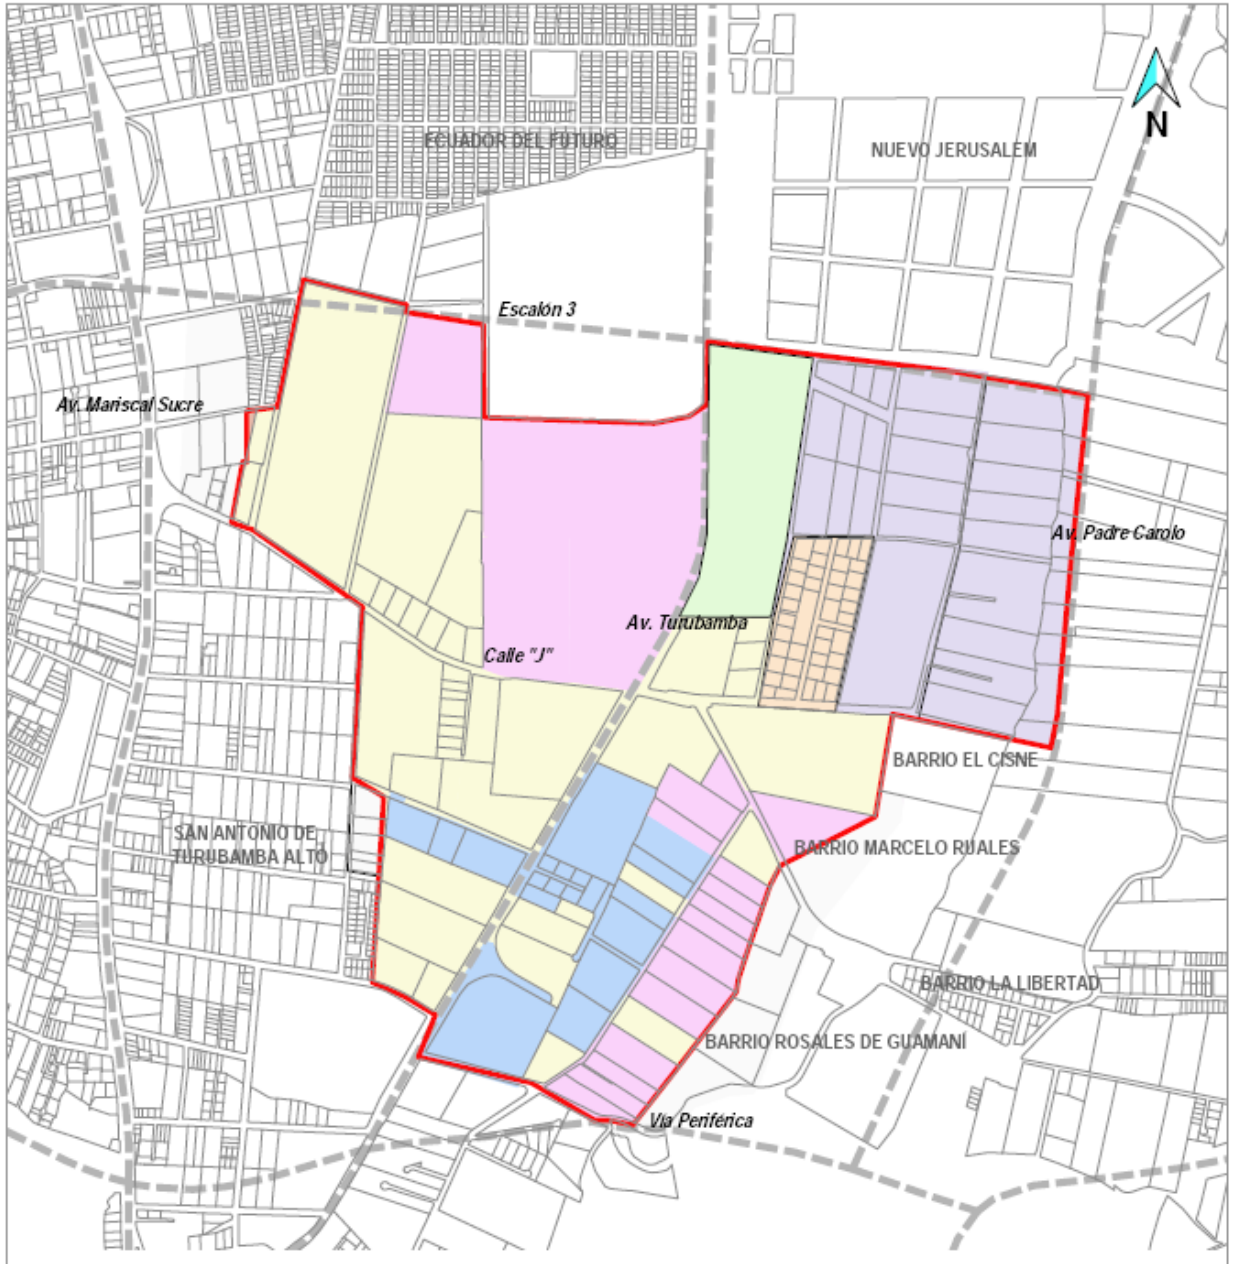 ECUADOR DEL FUTURO
NUEVO JERUSALEM
N
Escalón 3
Av. Mariscal Sucre
Av. Padre Carolo
Av. Turubamba
Calle "J"
BARRIO EL CISNE
SAN ANTONIO DE
TURUBAMBA ALTO
BARRIO MARCELO RUALES
BARRIO LA LIBERTAD
BARRIO ROSALES DE GUAMANÍ
Vía Periférica